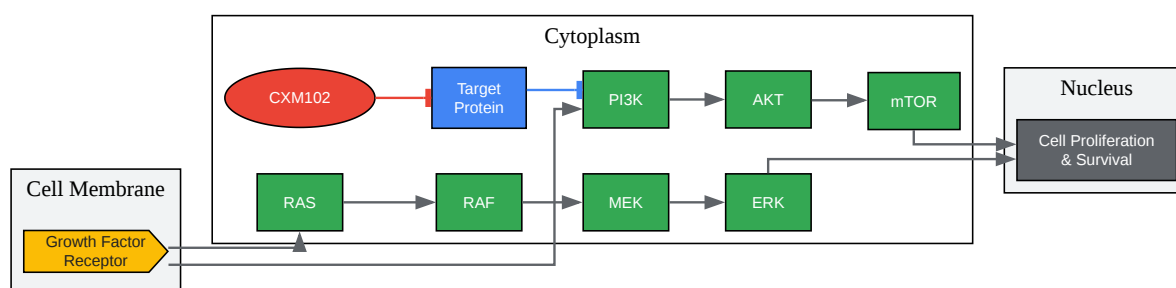 Cytoplasm
CXM102
Target
Protein
PI3K
AKT
mTOR
Nucleus
Cell Proliferation
& Survival
Cell Membrane
RAS
RAF
MEK
ERK
Growth Factor
Receptor